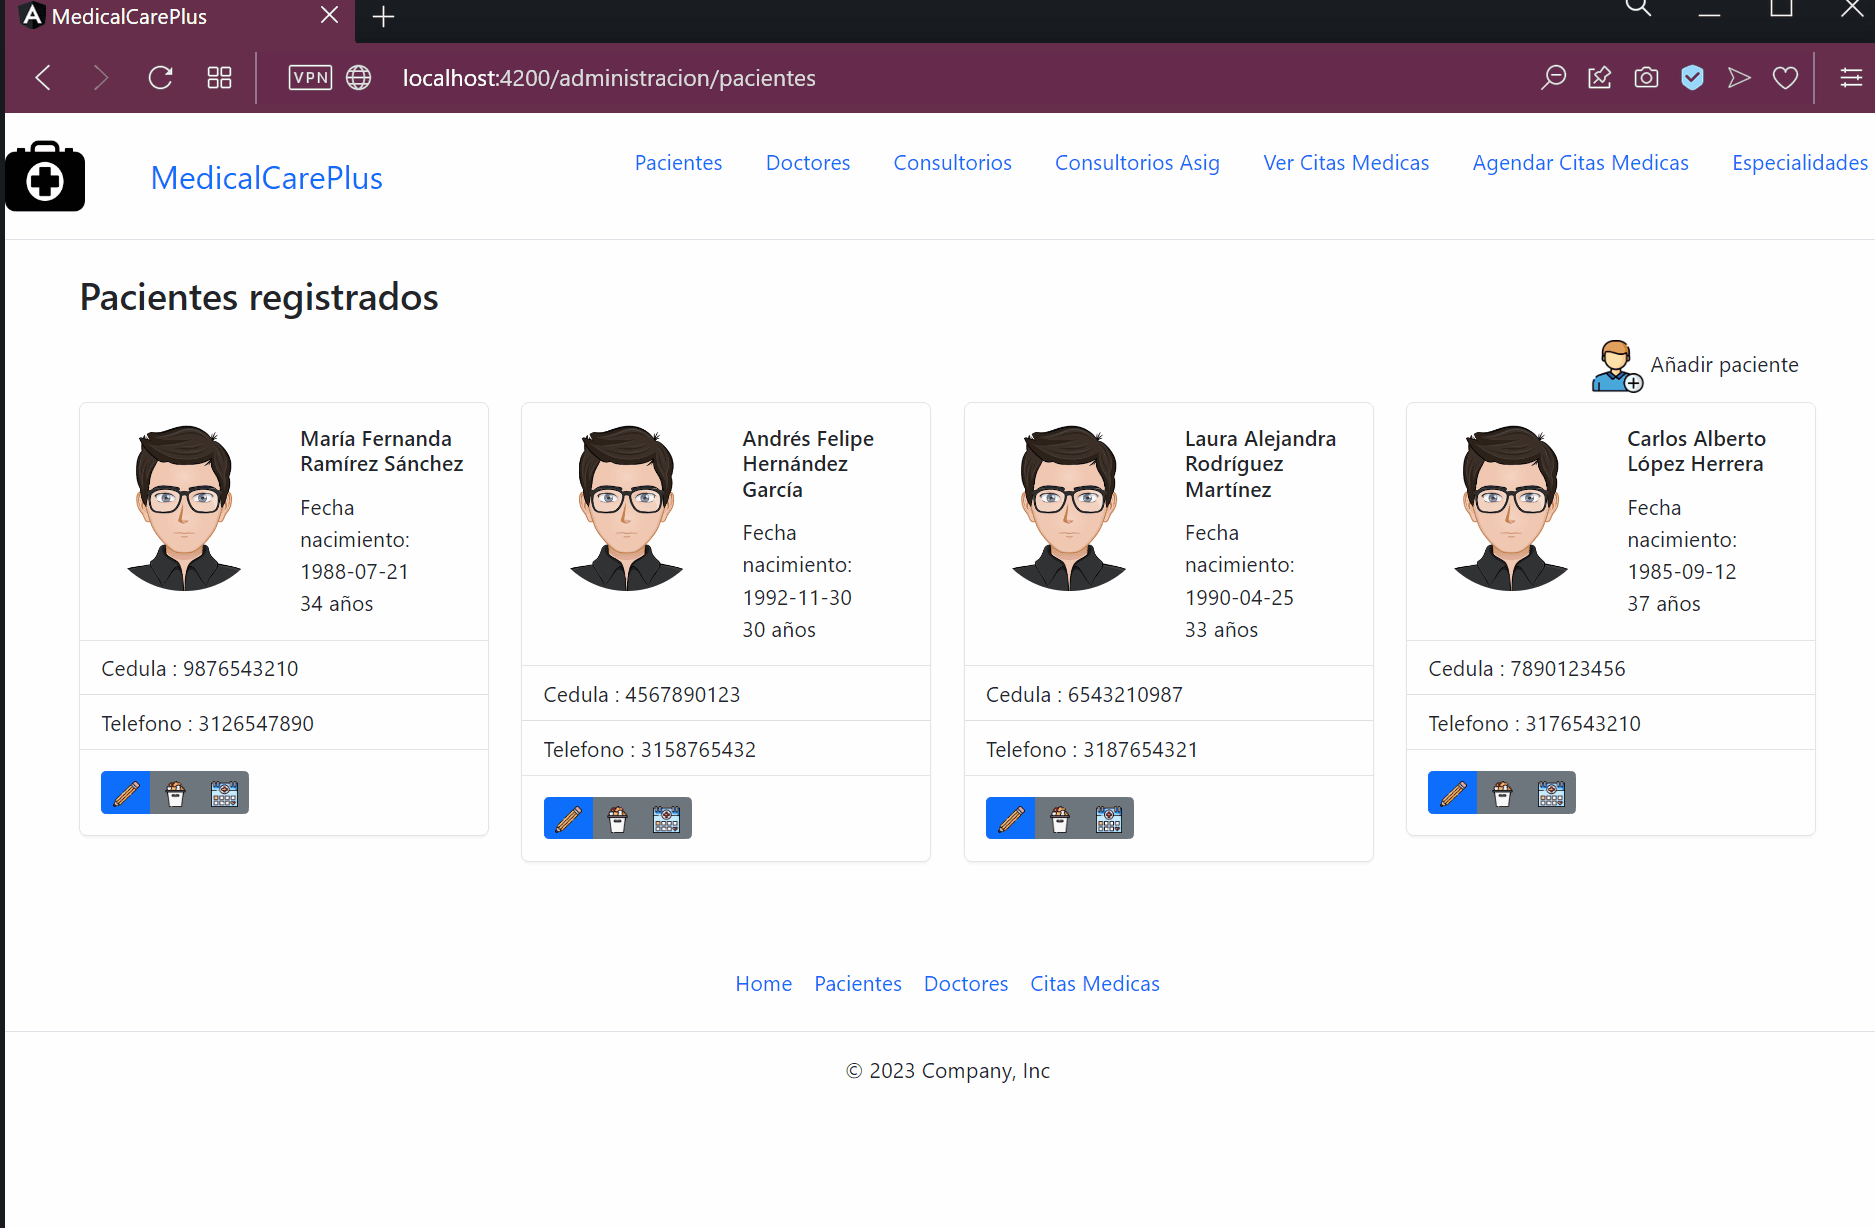 MedicalCarePlus
VPN localhost:4200/administracion/pacientes
MedicalCarePlus
Pacientes Doctores Consultorios Consultorios Asig Ver Citas Medicas Agendar Citas Medicas Especialidades
Pacientes registrados
Añadir paciente
María Fernanda
Ramírez Sánchez
Fecha
nacimiento:
1988-07-21
34 años
Cedula : 9876543210
Telefono : 3126547890
Andrés Felipe
Hernández
García
Fecha
nacimiento:
1992-11-30
30 años
Cedula : 4567890123
Telefono : 3158765432
Laura Alejandra
Rodríguez
Martínez
Fecha
nacimiento:
1990-04-25
33 años
Cedula : 6543210987
Telefono : 3187654321
Carlos Alberto
López Herrera
Fecha
nacimiento:
1985-09-12
37 años
Cedula : 7890123456
Telefono : 3176543210
Home Pacientes Doctores Citas Medicas
© 2023 Company, Inc